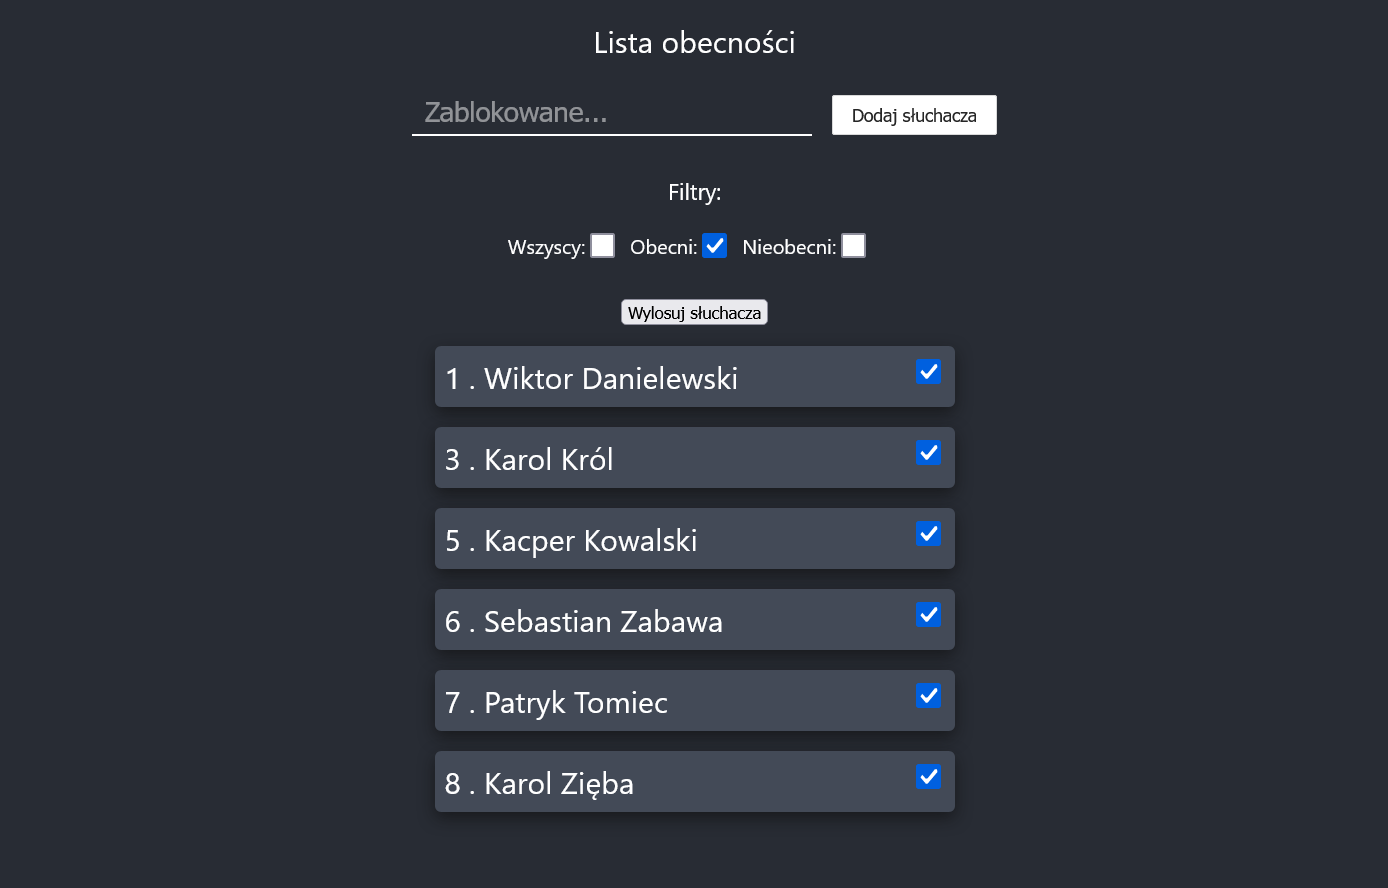 Lista obecności
Zablokowane...
Dodaj słuchacza
Filtry:
Wszyscy: Obecni: Nieobecni:
Wylosuj słuchacza
1 . Wiktor Danielewski
3 . Karol Król
5 . Kacper Kowalski
6 . Sebastian Zabawa
7 . Patryk Tomiec
8 . Karol Zięba